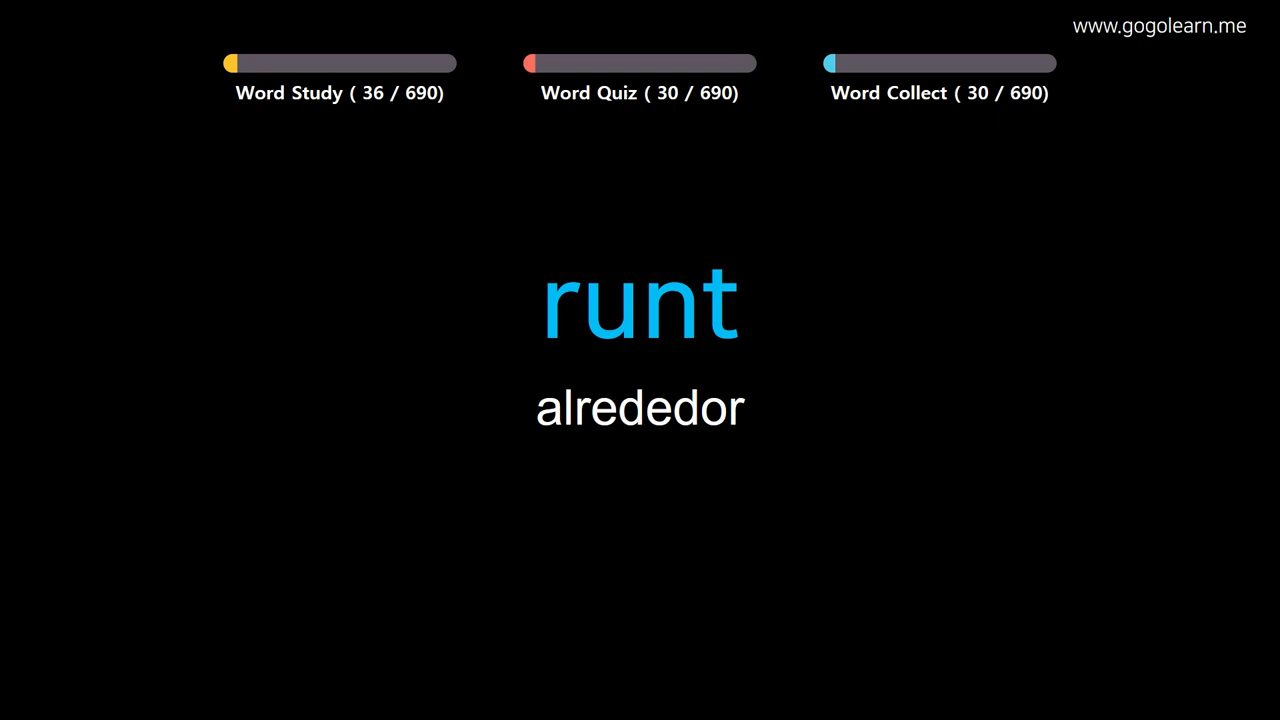 www.gogolearn.me
Word Study ( 36 / 690)
Word Quiz ( 30 / 690)
Word Collect ( 30 / 690)
runt
alrededor